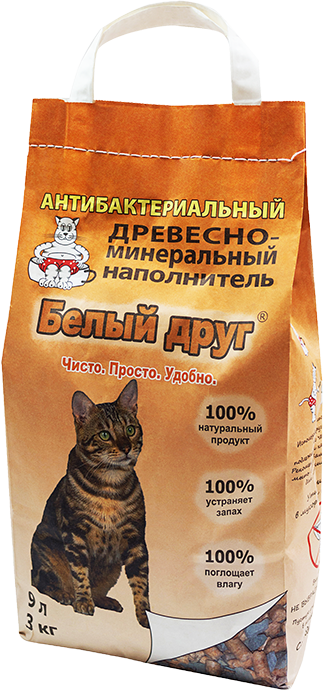 АНТИБАКТЕРИАЛЬНЫЙ
ДРЕВЕСНО-
МИНЕРАЛЬНЫЙ
НАПОЛНИТЕЛЬ
Белый друг®
Чисто. Просто. Удобно.
100%
натуральный
продукт
100%
устраняет
запах
100%
поглощает
влагу
9 л
3 кг